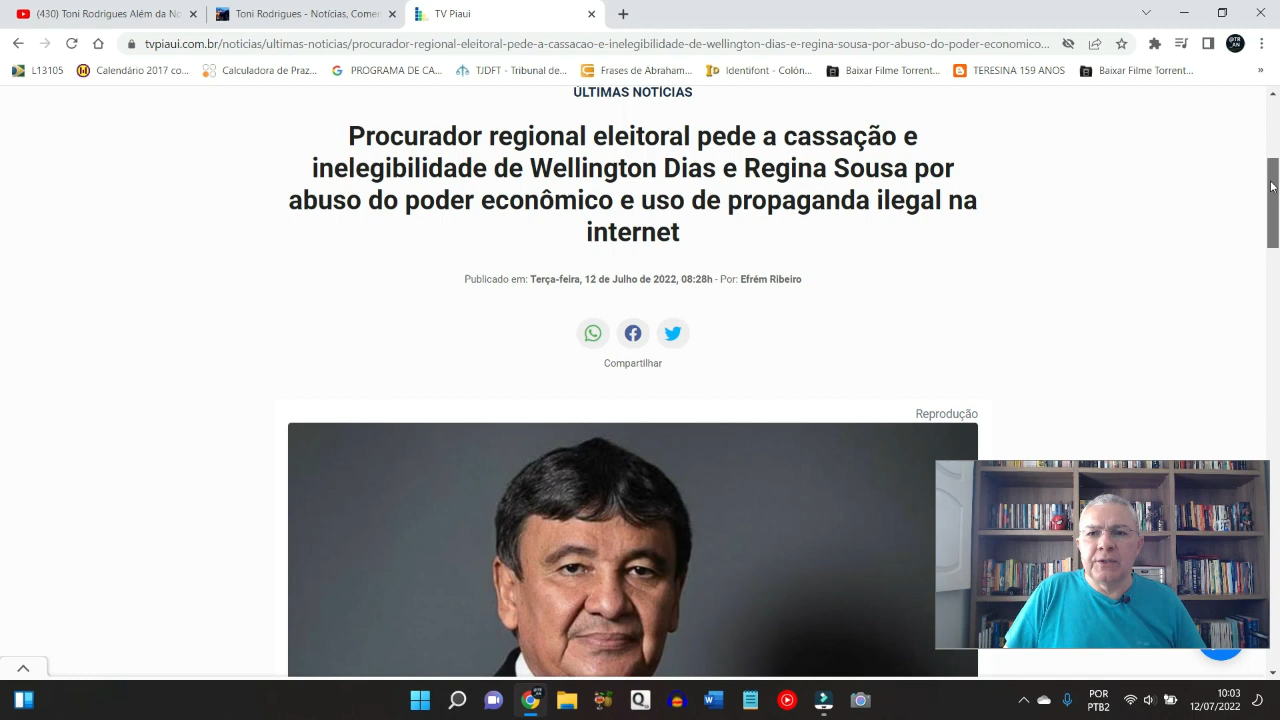 (430) Toni Rodrigues Além da No
Toni Rodrigues - Notícias, Comen
TV Piaui
tvpiaui.com.br/noticias/ultimas-noticias/procurador-regional-eleitoral-pede-a-cassacao-e-inelegibilidade-de-wellington-dias-e-regina-sousa-por-abuso-do-poder-economico...
L13105
Calendário 2017 co...
Calculadora de Praz...
PROGRAMA DE CA...
TJDFT - Tribunal de...
Frases de Abraham...
Identifont - Colón...
Baixar Filme Torrent...
TERESINA 159 ANOS
Baixar Filme Torrent...
»
ÚLTIMAS NOTÍCIAS
Procurador regional eleitoral pede a cassação e
inelegibilidade de Wellington Dias e Regina Sousa por
abuso do poder econômico e uso de propaganda ilegal na
internet
Publicado em: Terça-feira, 12 de Julho de 2022, 08:28h - Por: Efrém Ribeiro
Compartilhar
Reprodução
POR
PTB2
10:03
12/07/2022